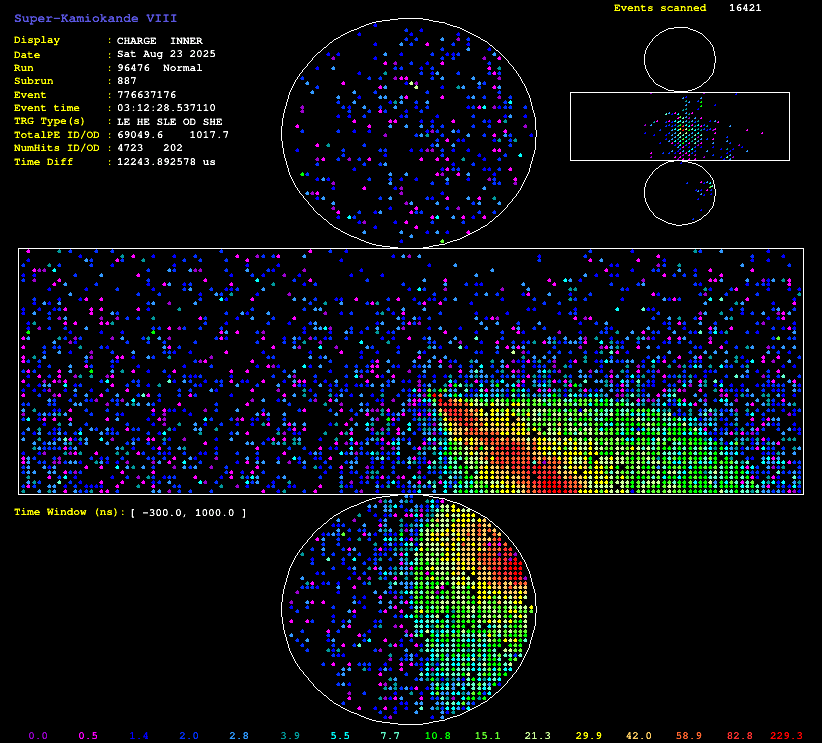 Super-Kamiokande VIII
Events scanned 16421
Display : CHARGE INNER
Date : Sat Aug 23 2025
Run : 96476 Normal
Subrun : 887
Event : 776637176
Event time : 03:12:28.537110
TRG Type(s) : LE HE SLE OD SHE
TotalPE ID/OD : 69049.6 1017.7
NumHits ID/OD : 4723 202
Time Diff : 12243.892578 us
Time Window (ns): [ -300.0, 1000.0 ]
0.0 0.5 1.4 2.0 2.8 3.9 5.5 7.7 10.8 15.1 21.3 29.9 42.0 58.9 82.8 229.3